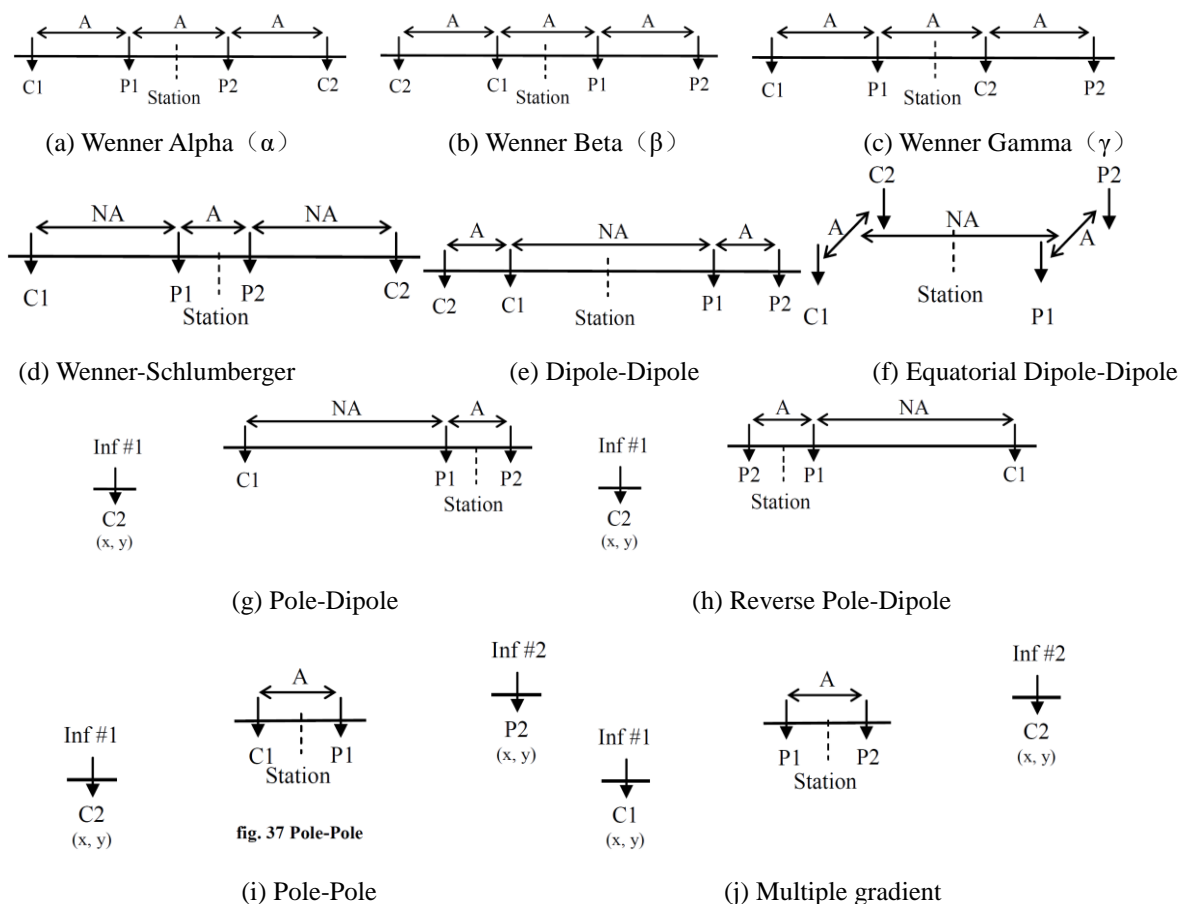 A A A
C1 P1 P2 C2
Station
(a) Wenner Alpha（α）
A A A
C2 C1 P1 P2
Station
(b) Wenner Beta（β）
A A A
C1 P1 C2 P2
Station
(c) Wenner Gamma（γ）
NA A NA
C1 P1 P2 C2
Station
(d) Wenner-Schlumberger
A NA A
C2 C1 P1 P2
Station
(e) Dipole-Dipole
C2 P2
A NA A
Station
C1 P1
(f) Equatorial Dipole-Dipole
NA A
Inf #1
C1 P1 P2
Station
C2
(x, y)
(g) Pole-Dipole
A NA
Inf #1
P2 P1 C1
Station
C2
(x, y)
(h) Reverse Pole-Dipole
Inf #2
A
P2
(x, y)
Inf #1
C1 P1
Station
C2
(x, y)
fig. 37 Pole-Pole
(i) Pole-Pole
Inf #2
A
C2
(x, y)
Inf #1
P1 P2
Station
C1
(x, y)
(j) Multiple gradient